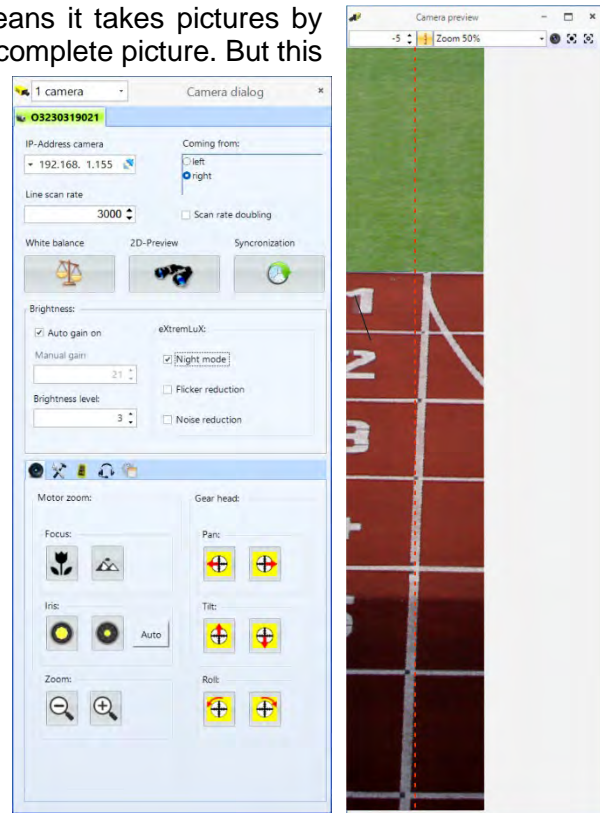 eans it takes pictures by
complete picture. But this
1 camera
Camera dialog
03230319021
IP-Address camera
Coming from:
192.168. 1.155
left
right
Line scan rate
3000
Scan rate doubling
White balance
2D-Preview
Syncronization
Brightness:
Auto gain on
eXtremLuX:
Manual gain
21
Night mode
Brightness level:
Flicker reduction
3
Noise reduction
Motor zoom:
Gear head:
Focus:
Pan:
Iris:
Tilt:
Auto
Zoom:
Roll:
Camera preview
-5
Zoom 50%
1
2
3
4
5